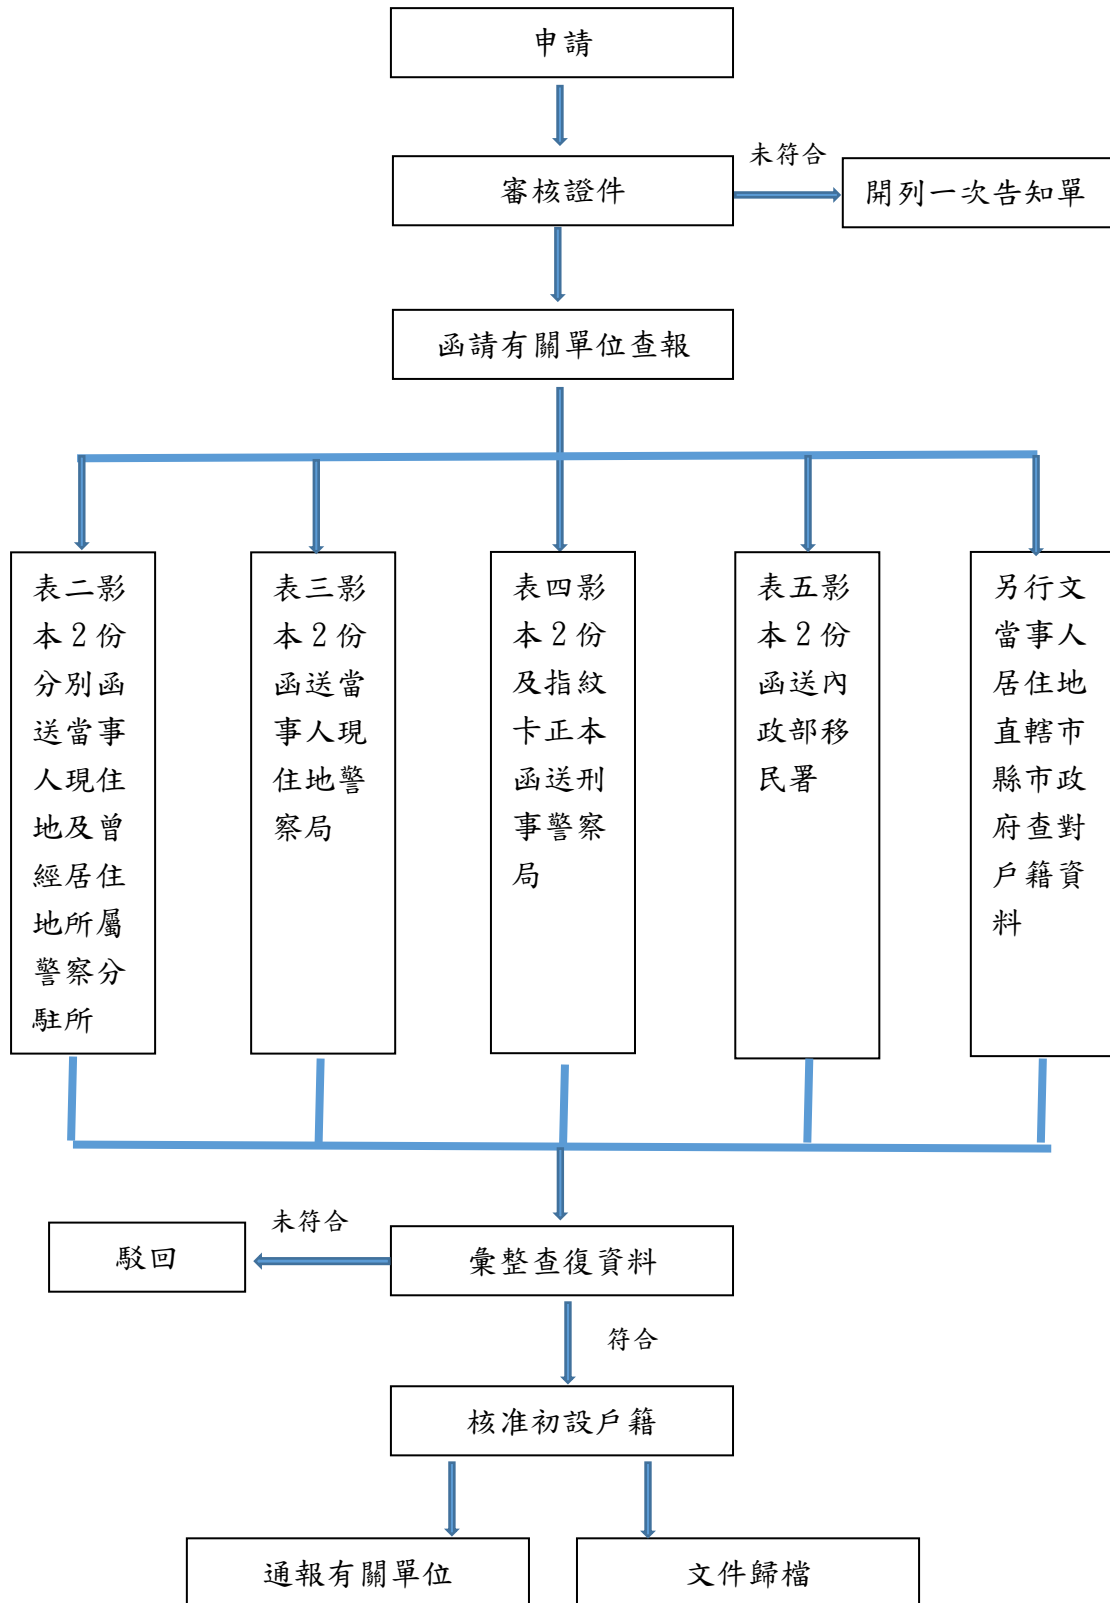 申請
未符合
審核證件
開列一次告知單
函請有關單位查報
表二影
本2份
分別函
送當事
人現住
地及曾
經居住
地所屬
警察分
駐所
表三影
本2份
函送當
事人現
住地警
察局
表四影
本2份
及指紋
卡正本
函送刑
事警察
局
表五影
本2份
函送內
政部移
民署
另行文
當事人
居住地
直轄市
縣市政
府查對
戶籍資
料
未符合
駁回
彙整查復資料
符合
核准初設戶籍
通報有關單位
文件歸檔